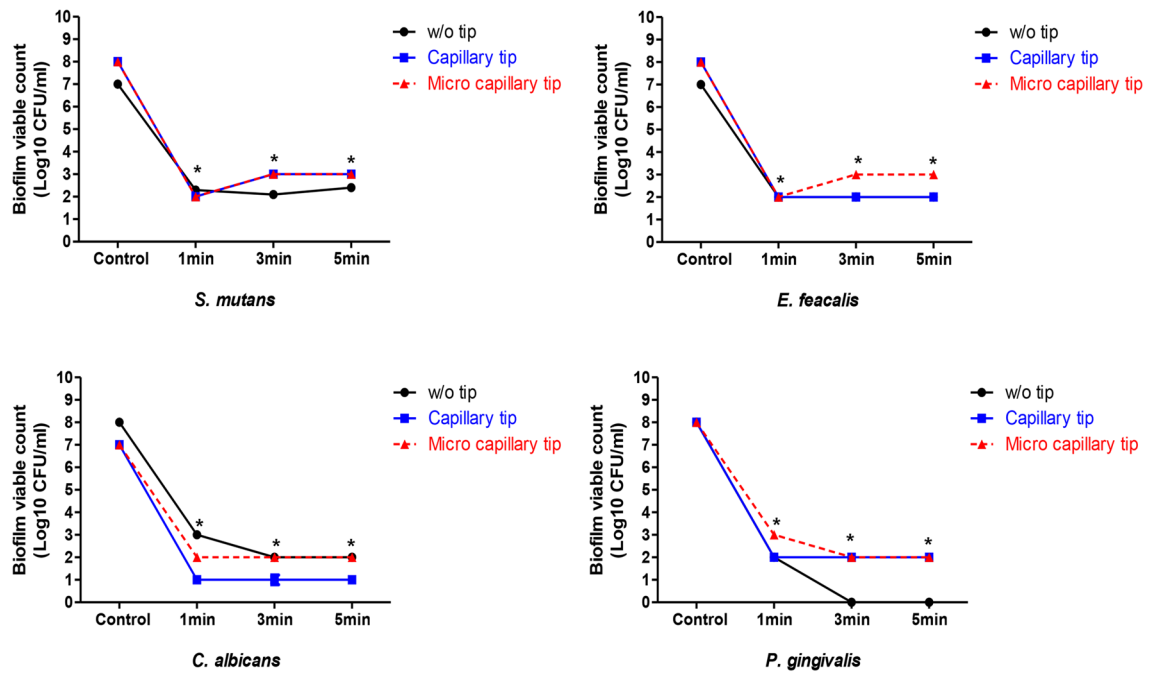 Biofilm viable count
(Log10 CFU/ml)
10
9
8
7
6
5
4
3
2
1
0
* * *
Control 1min 3min 5min
S. mutans
w/o tip
Capillary tip
Micro capillary tip
Biofilm viable count
(Log10 CFU/ml)
10
9
8
7
6
5
4
3
2
1
0
* * *
Control 1min 3min 5min
E. feacalis
w/o tip
Capillary tip
Micro capillary tip
Biofilm viable count
(Log10 CFU/ml)
10
9
8
7
6
5
4
3
2
1
0
* * *
Control 1min 3min 5min
C. albicans
w/o tip
Capillary tip
Micro capillary tip
Biofilm viable count
(Log10 CFU/ml)
10
9
8
7
6
5
4
3
2
1
0
* * *
Control 1min 3min 5min
P. gingivalis
w/o tip
Capillary tip
Micro capillary tip